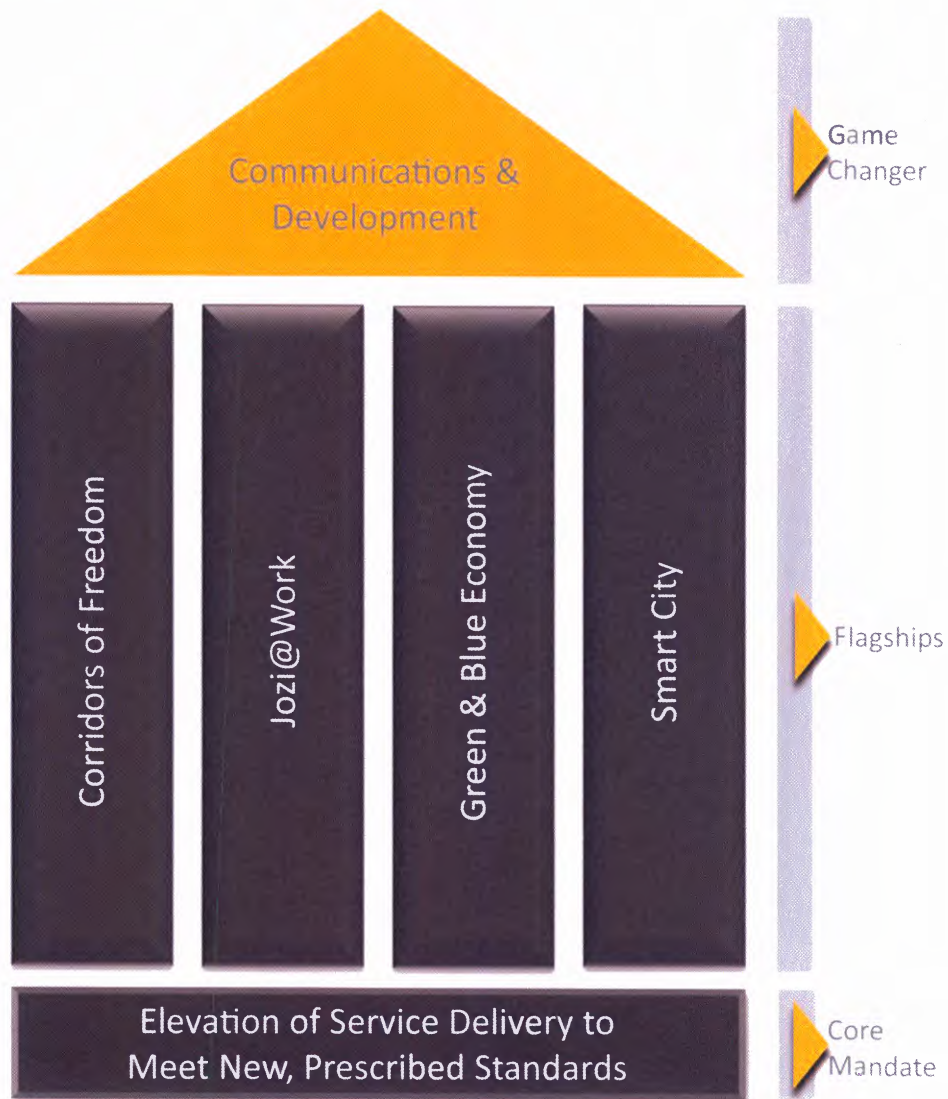 Communications &
Development
Game
Changer
Corridors of Freedom
Jozi@Work
Green & Blue Economy
Smart City
Flagships
Elevation of Service Delivery to
Meet New, Prescribed Standards
Core
Mandate